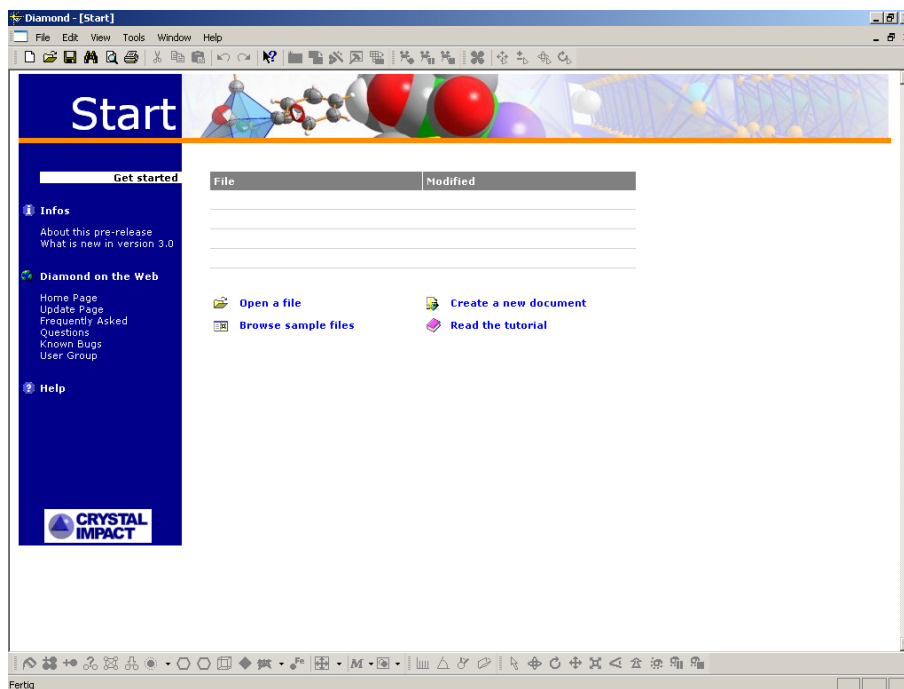 Diamond - [Start]
File Edit View Tools Window Help
Start
Get started
File Modified
Infos
About this pre-release
What is new in version 3.0
Diamond on the Web
Home Page
Update Page
Frequently Asked
Questions
Known Bugs
User Group
Open a file
Create a new document
Browse sample files
Read the tutorial
Help
CRYSTAL
IMPACT
Fe
M
Fertig